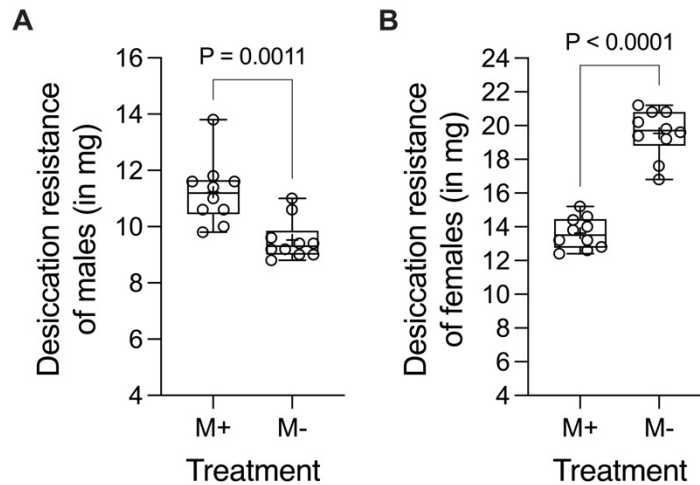 A
P = 0.0011
16
14
12
10
8
6
4
Desiccation resistance
of males (in mg)
M+
M-
Treatment
B
P < 0.0001
24
22
20
18
16
14
12
10
8
6
4
Desiccation resistance
of females (in mg)
M+
M-
Treatment